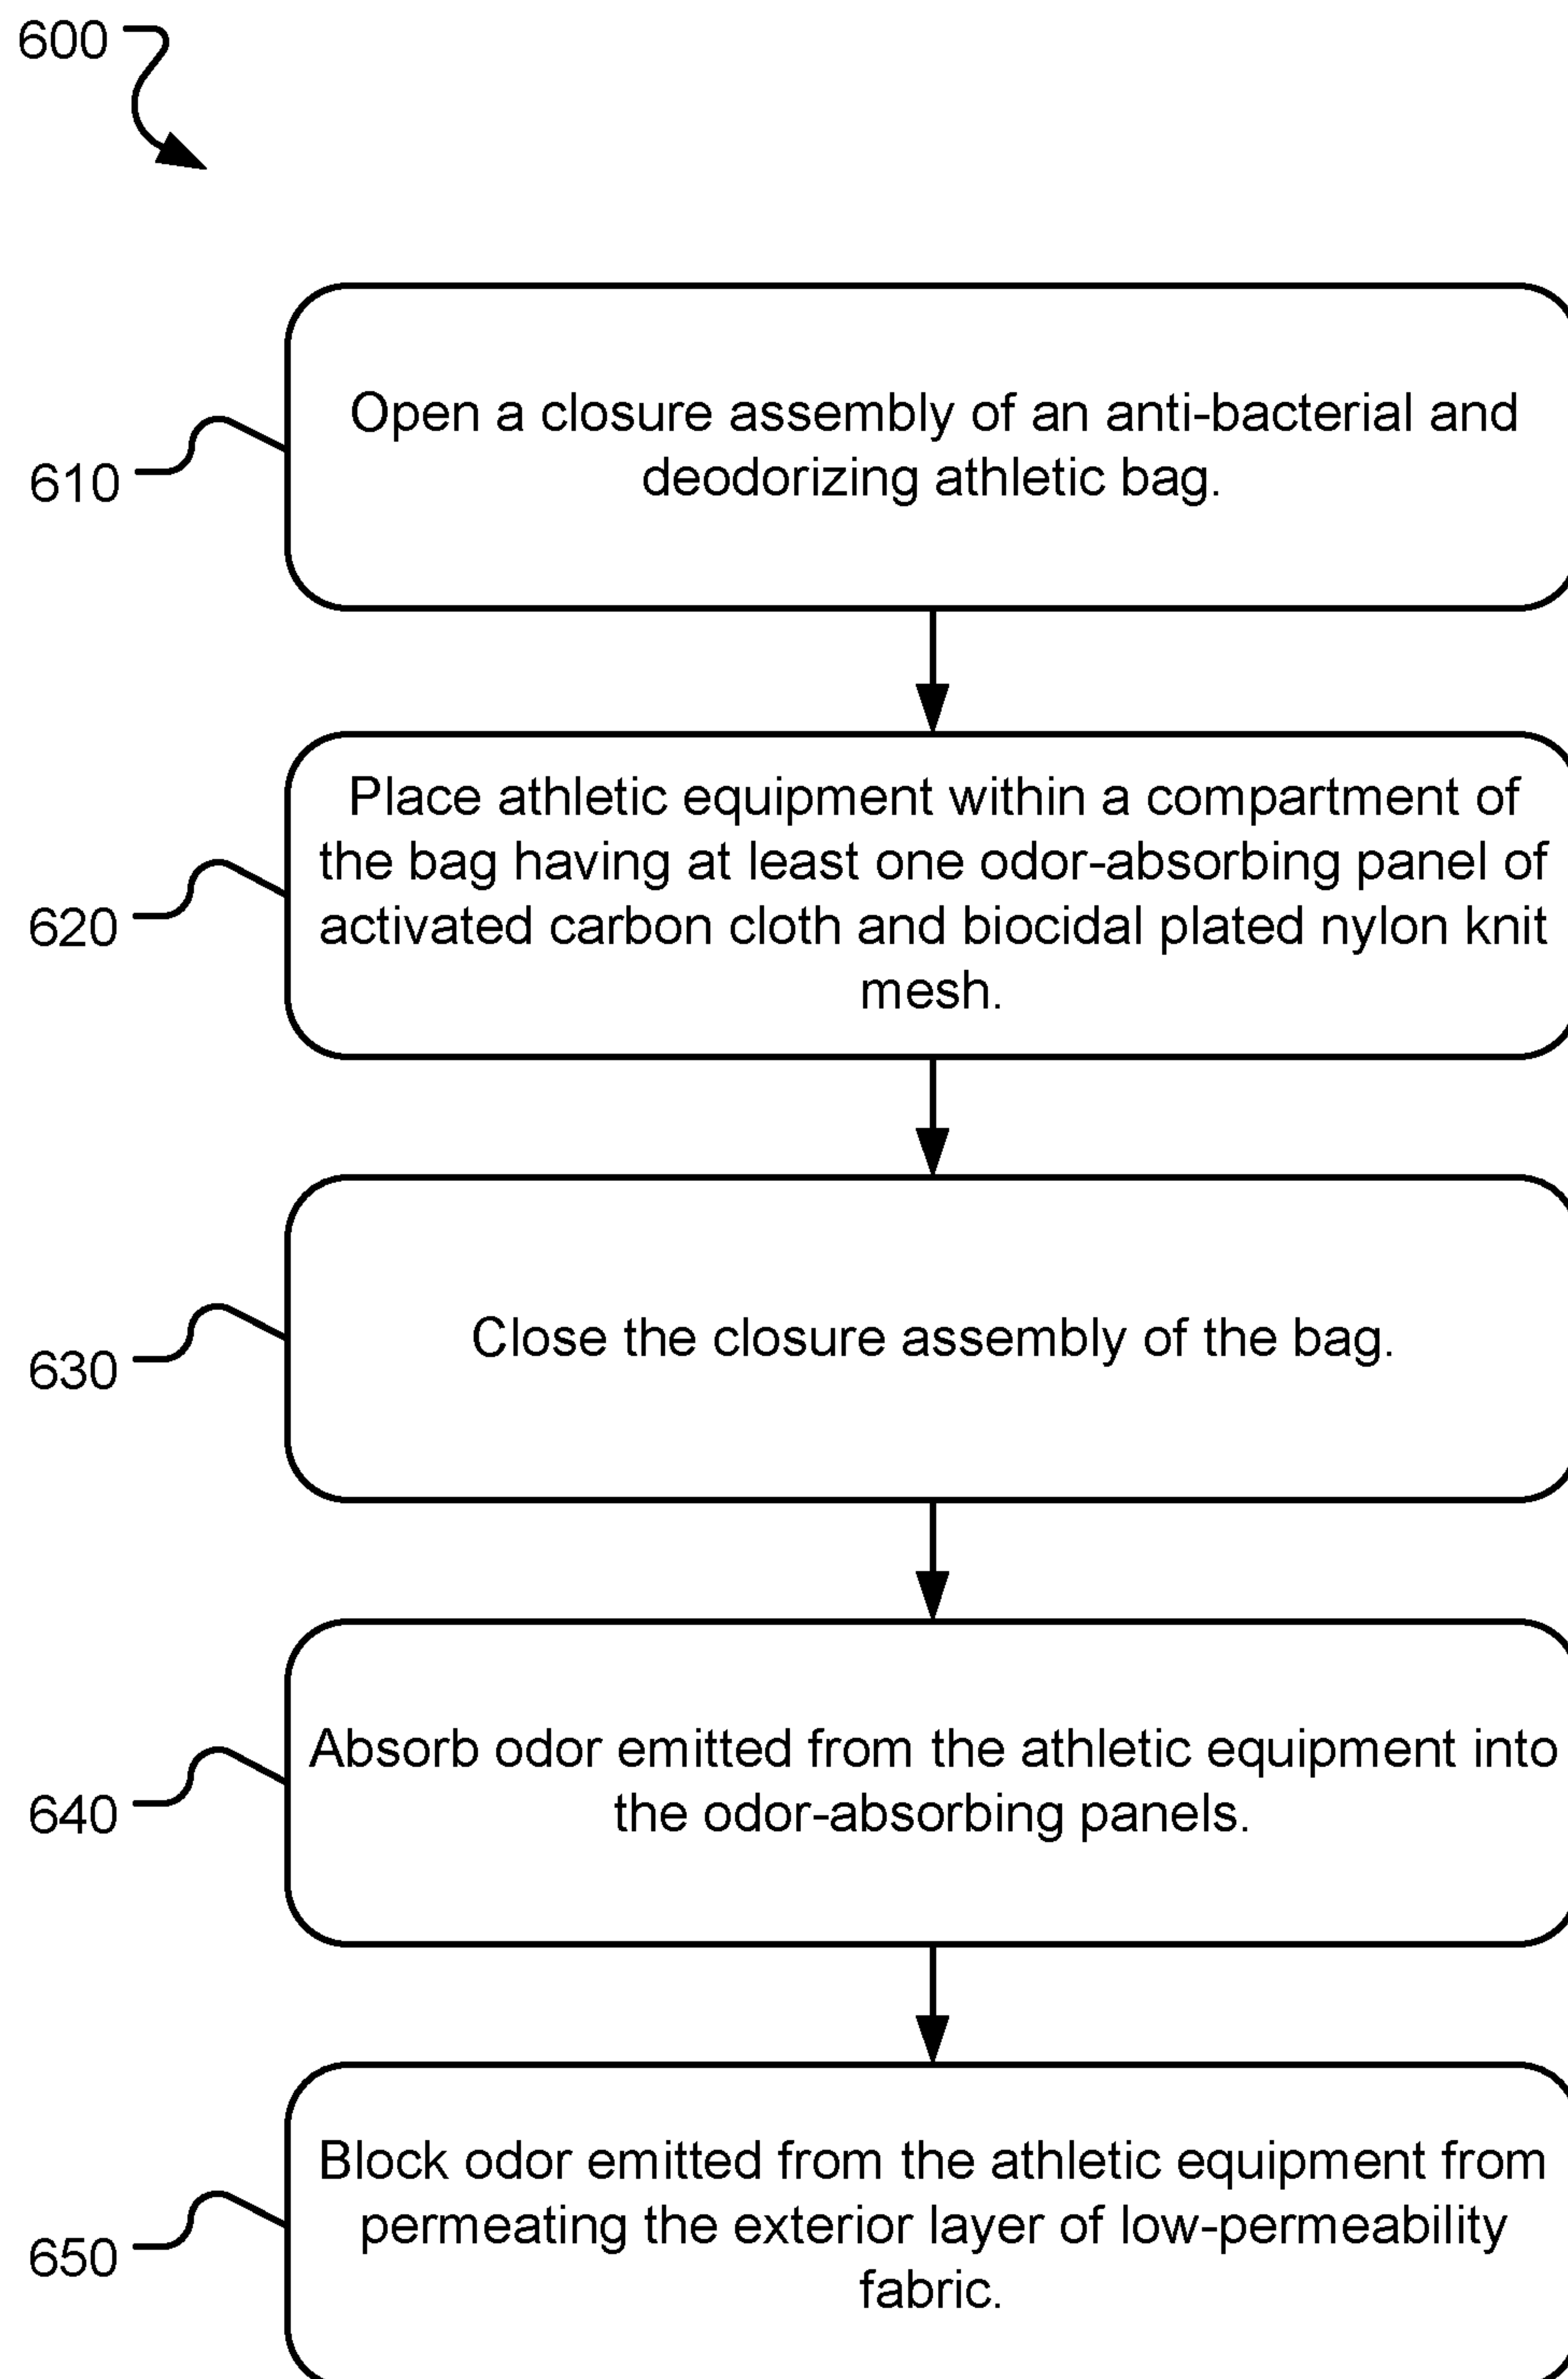 600
Open a closure assembly of an anti-bacterial and
deodorizing athletic bag.
610
Place athletic equipment within a compartment of
the bag having at least one odor-absorbing panel of
activated carbon cloth and biocidal plated nylon knit
mesh.
620
Close the closure assembly of the bag.
630
Absorb odor emitted from the athletic equipment into
the odor-absorbing panels.
640
Block odor emitted from the athletic equipment from
permeating the exterior layer of low-permeability
fabric.
650